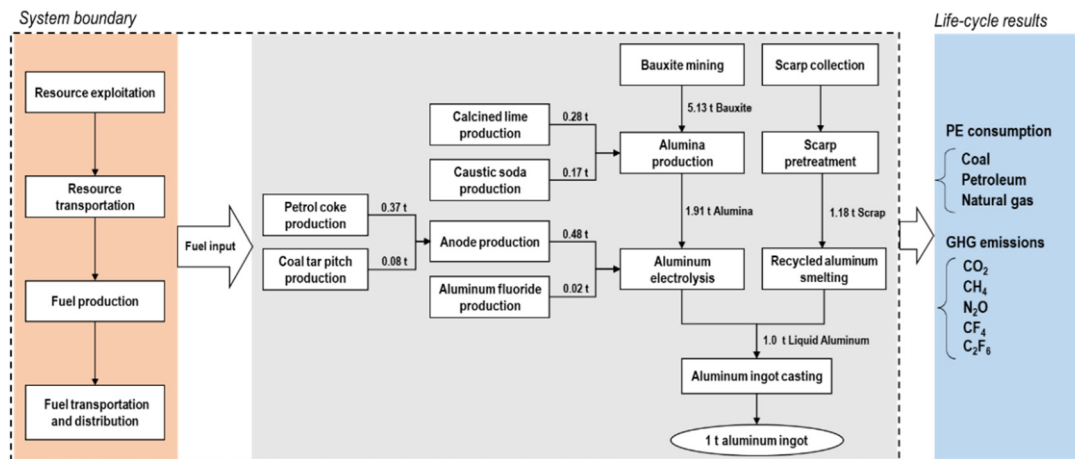 System boundary
Life-cycle results
Resource exploitation
Resource
transportation
Fuel production
Fuel transportation
and distribution
Fuel input
Bauxite mining
Scarp collection
5.13 t Bauxite
Calcined lime
production
0.28 t
Caustic soda
production
0.17 t
Alumina
production
Scarp
pretreatment
1.91 t Alumina
1.18 t Scrap
Petrol coke
production
0.37 t
Coal tar pitch
production
0.08 t
Anode production
0.48 t
Aluminum fluoride
production
0.02 t
Aluminum
electrolysis
Recycled aluminum
smelting
1.0 t Liquid Aluminum
Aluminum ingot casting
1 t aluminum ingot
PE consumption
Coal
Petroleum
Natural gas
GHG emissions
CO₂
CH₄
N₂O
CF₄
C₂F₆